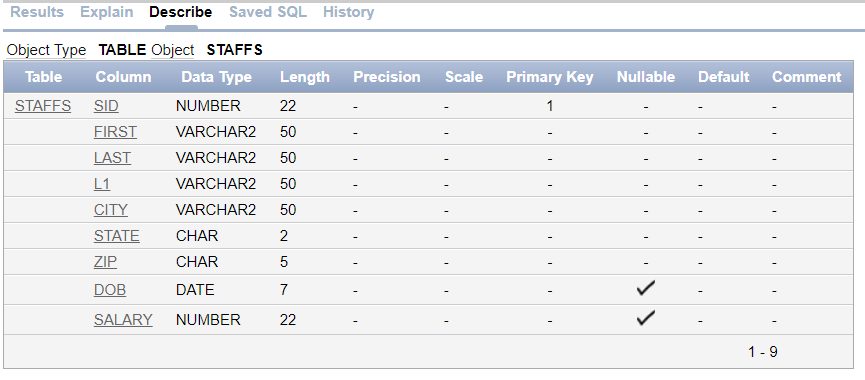 Results Explain Describe Saved SQL History
Object Type TABLE Object STAFFS
Table Column Data Type Length Precision Scale Primary Key Nullable Default Comment
STAFFS SID NUMBER 22 - - 1 - - -
FIRST VARCHAR2 50 - - - - - -
LAST VARCHAR2 50 - - - - - -
L1 VARCHAR2 50 - - - - - -
CITY VARCHAR2 50 - - - - - -
STATE CHAR 2 - - - - - -
ZIP CHAR 5 - - - - - -
DOB DATE 7 - - - ✓ - -
SALARY NUMBER 22 - - - ✓ - -
1 - 9